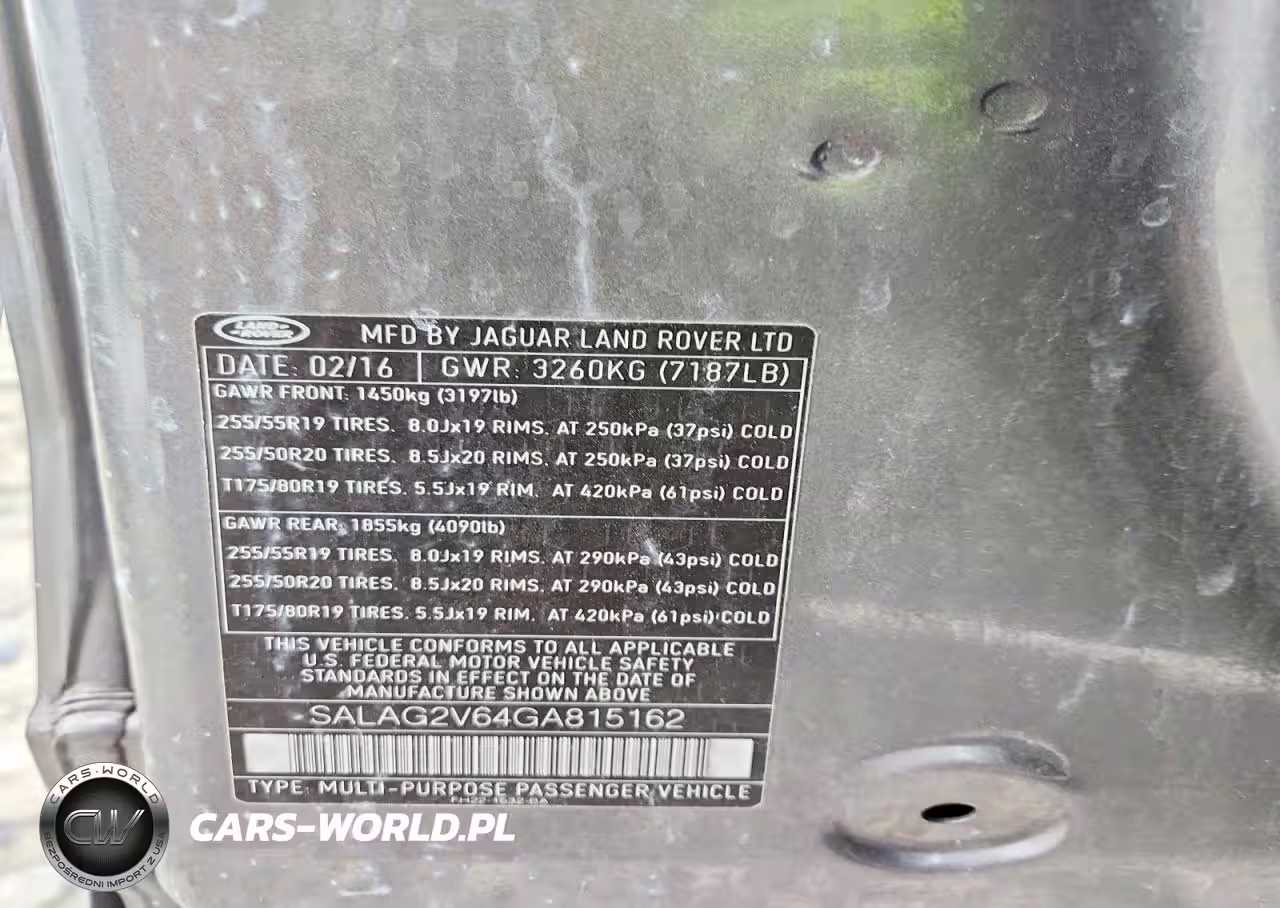 LAND-
-ROVER
MFD BY JAGUAR LAND ROVER LTD
DATE: 02/16 GWR: 3260KG (7187LB)
GAWR FRONT: 1450kg (3197lb)
255/55R19 TIRES. 8.0Jx19 RIMS. AT 250kPa (37psi) COLD
255/50R20 TIRES. 8.5Jx20 RIMS. AT 250kPa (37psi) COLD
T175/80R19 TIRES. 5.5Jx19 RIM. AT 420kPa (61psi) COLD
GAWR REAR: 1855kg (4090lb)
255/55R19 TIRES. 8.0Jx19 RIMS. AT 290kPa (43psi) COLD
255/50R20 TIRES. 8.5Jx20 RIMS. AT 290kPa (43psi) COLD
T175/80R19 TIRES. 5.5Jx19 RIM. AT 420kPa (61psi) COLD
THIS VEHICLE CONFORMS TO ALL APPLICABLE
U.S. FEDERAL MOTOR VEHICLE SAFETY
STANDARDS IN EFFECT ON THE DATE OF
MANUFACTURE SHOWN ABOVE
SALAG2V64GA815162
TYPE: MULTI-PURPOSE PASSENGER VEHICLE
CARS-WORLD
CW
BEZPOŚREDNI IMPORT Z USA
CARS-WORLD.PL